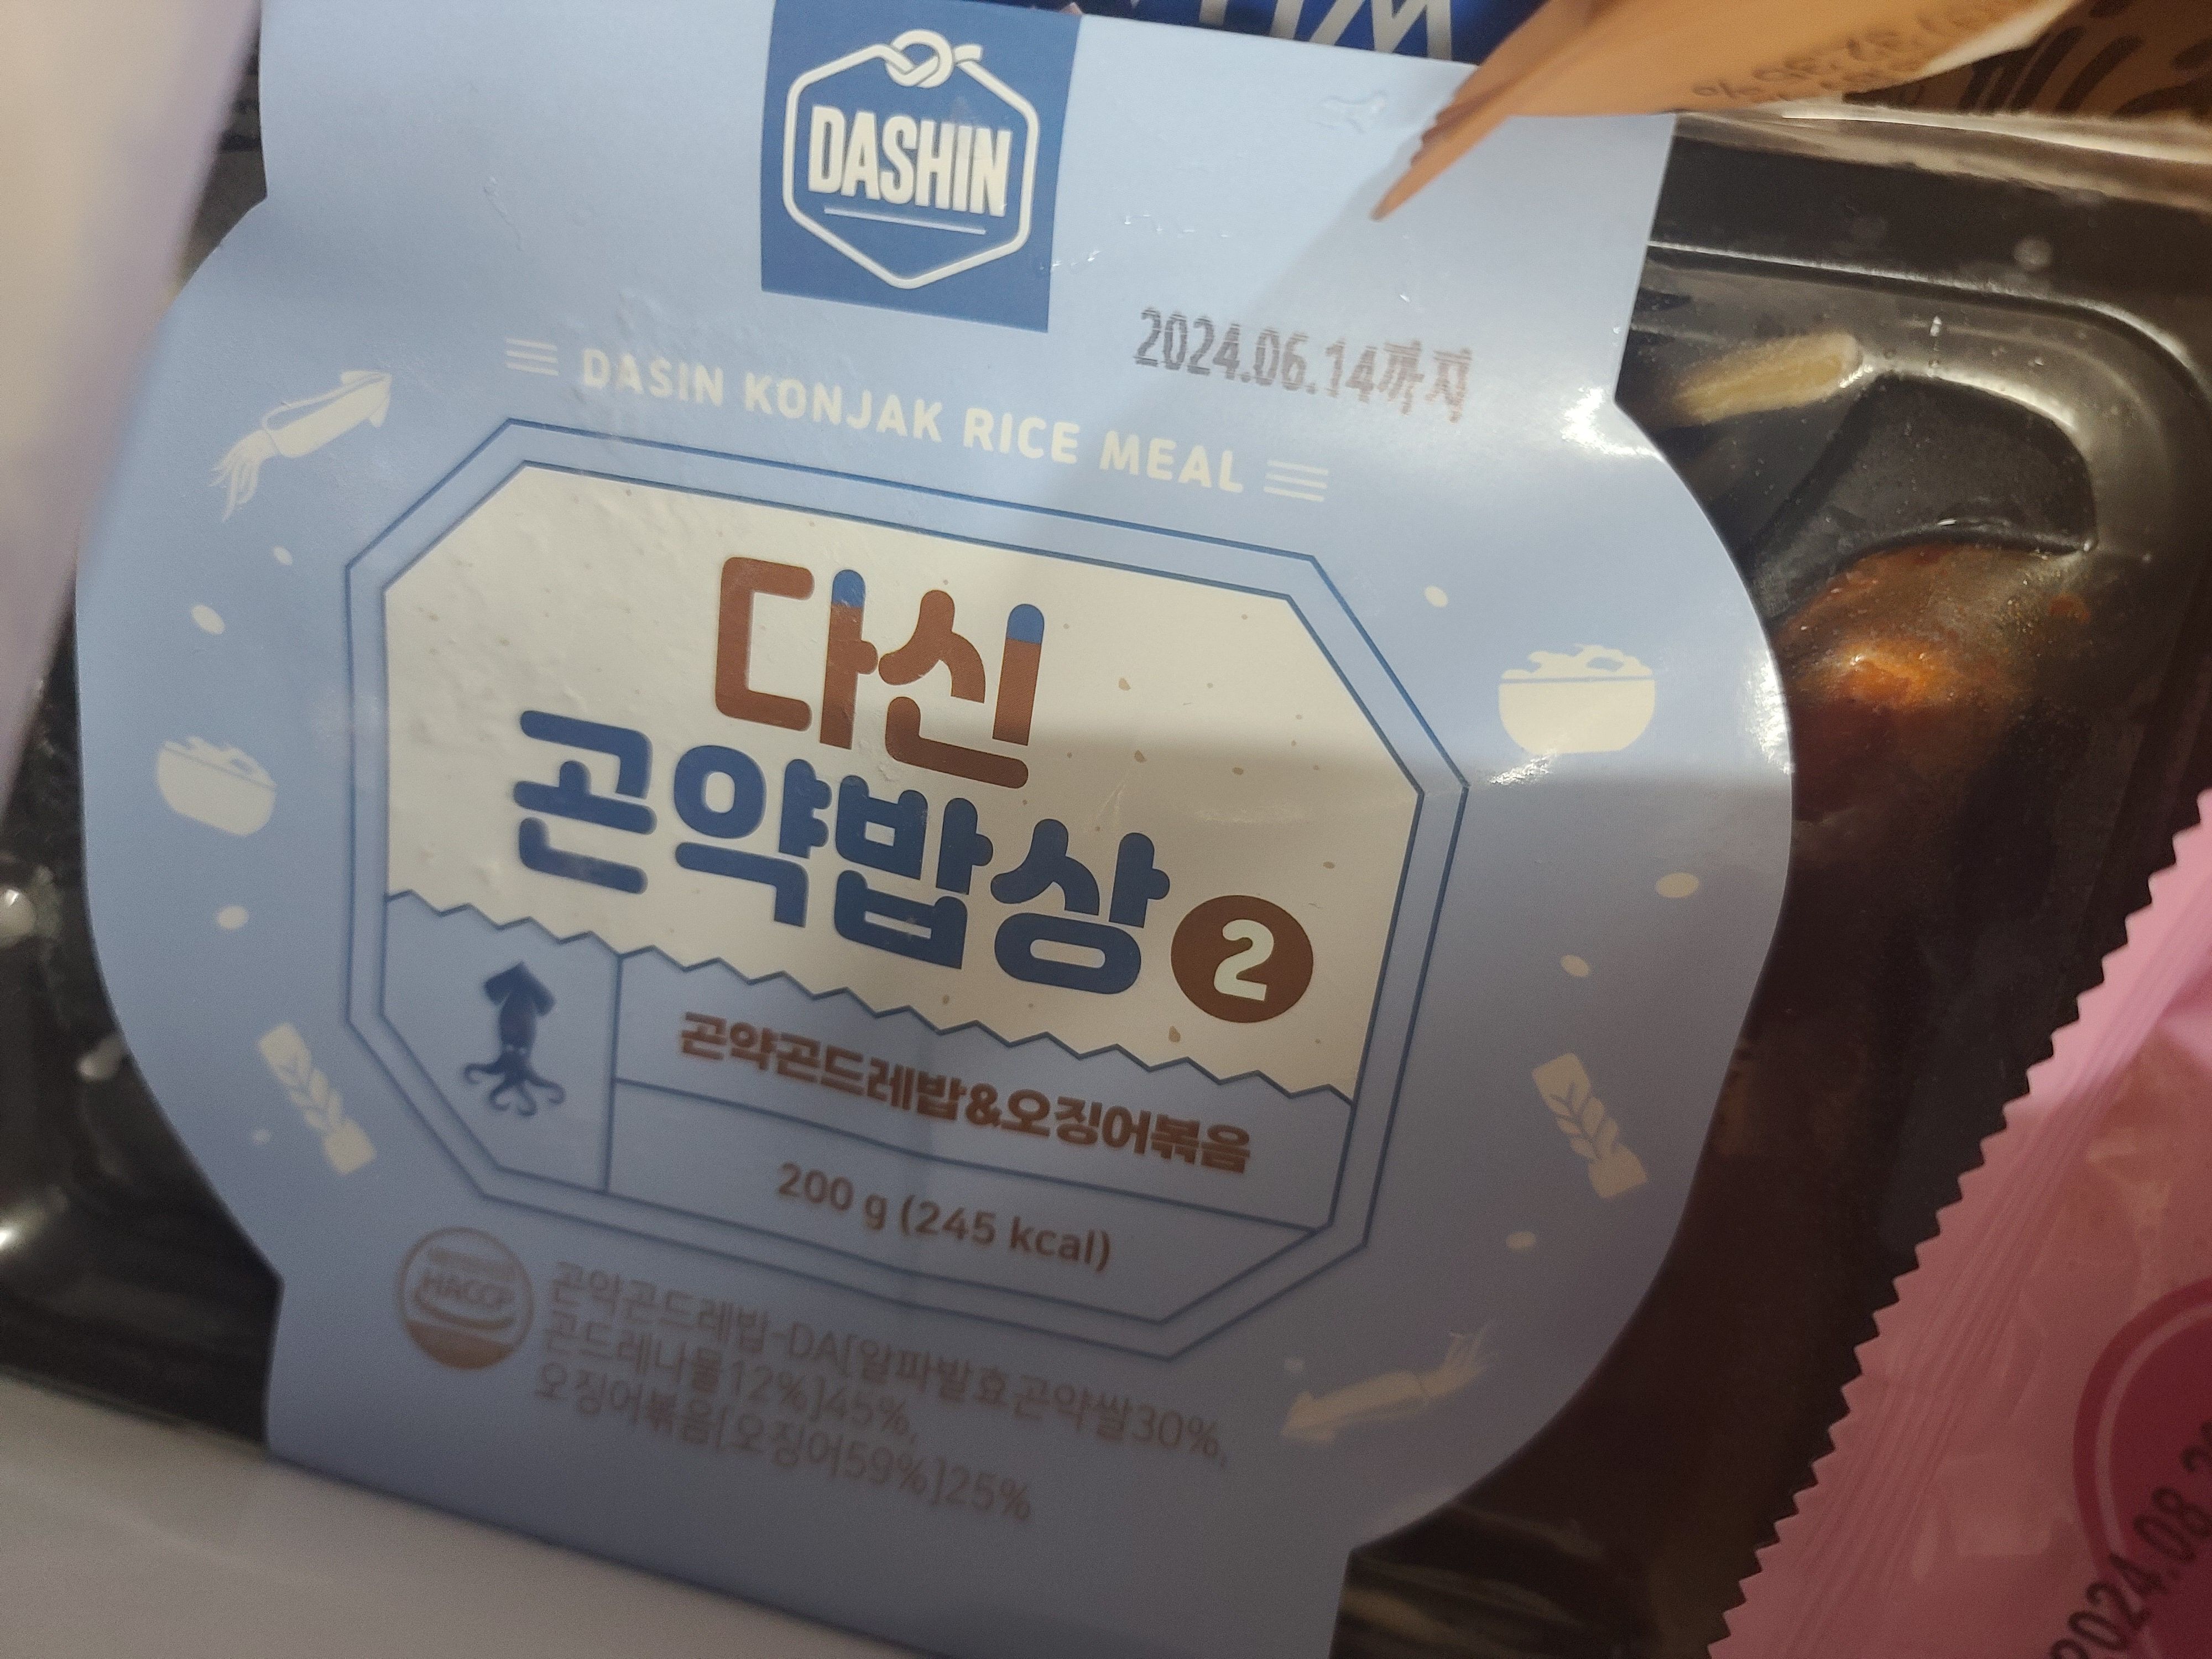 DASHIN
2024.06.14까지
DASIN KONJAK RICE MEAL
다신
곤약밥상 2
곤약곤드레밥&오징어볶음
200 g (245 kcal)
HACCP
곤약곤드레밥-DA[알파발효곤약쌀30%,
곤드레나물12%]45%,
오징어볶음[오징어59%]25%
2024.08.2